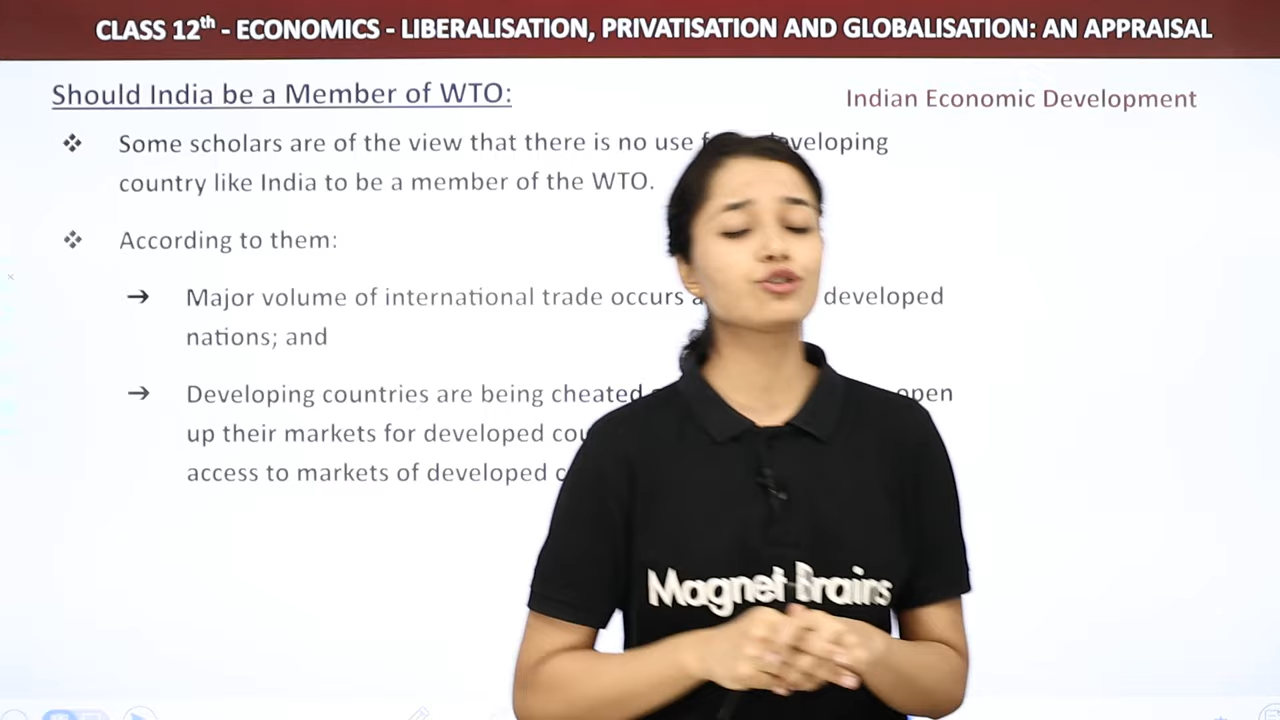 CLASS 12th - ECONOMICS - LIBERALISATION, PRIVATISATION AND GLOBALISATION: AN APPRAISAL
Should India be a Member of WTO:
Indian Economic Development
❖ Some scholars are of the view that there is no use
country like India to be a member of the WTO.
❖ According to them:
➔ Major volume of international trade occurs developed
nations; and
➔ Developing countries are being cheated open
up their markets for developed
access to markets of developed
Magnet Brains